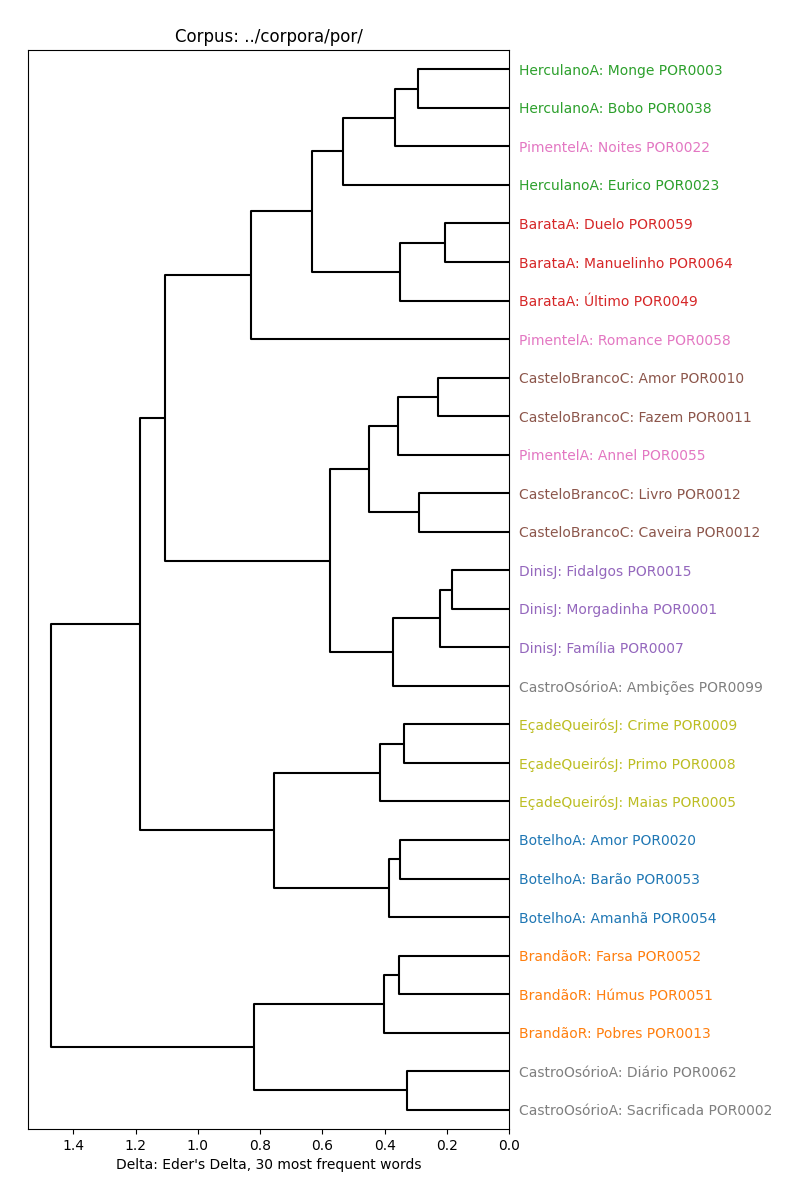 Corpus: ../corpora/por/
HerculanoA: Monge POR0003
HerculanoA: Bobo POR0038
PimentelA: Noites POR0022
HerculanoA: Eurico POR0023
BarataA: Duelo POR0059
BarataA: Manuelinho POR0064
BarataA: Último POR0049
PimentelA: Romance POR0058
CasteloBrancoC: Amor POR0010
CasteloBrancoC: Fazem POR0011
PimentelA: Annel POR0055
CasteloBrancoC: Livro POR0012
CasteloBrancoC: Caveira POR0012
DinisJ: Fidalgos POR0015
DinisJ: Morgadinha POR0001
DinisJ: Família POR0007
CastroOsórioA: Ambições POR0099
EçadeQueirósJ: Crime POR0009
EçadeQueirósJ: Primo POR0008
EçadeQueirósJ: Maias POR0005
BotelhoA: Amor POR0020
BotelhoA: Barão POR0053
BotelhoA: Amanhã POR0054
BrandãoR: Farsa POR0052
BrandãoR: Húmus POR0051
BrandãoR: Pobres POR0013
CastroOsórioA: Diário POR0062
CastroOsórioA: Sacrificada POR0002
1.4 1.2 1.0 0.8 0.6 0.4 0.2 0.0
Delta: Eder's Delta, 30 most frequent words